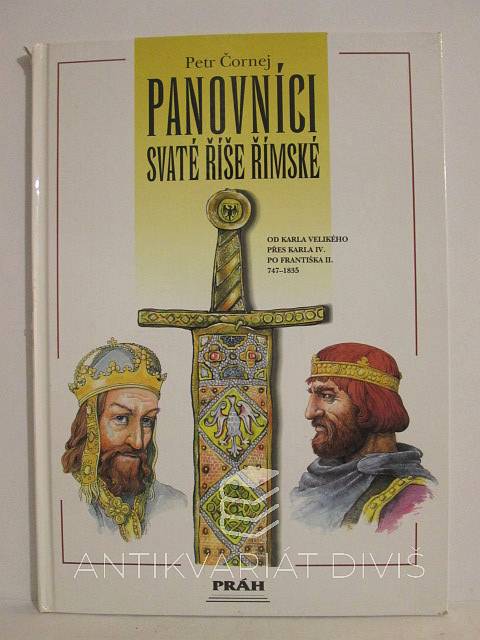 Petr Čornej
PANOVNÍCI
SVATÉ ŘÍŠE ŘÍMSKÉ
OD KARLA VELIKÉHO
PŘES KARLA IV.
PO FRANTIŠKA II.
747–1835
ANTIKVARIÁT DIVIŠ
PRÁH